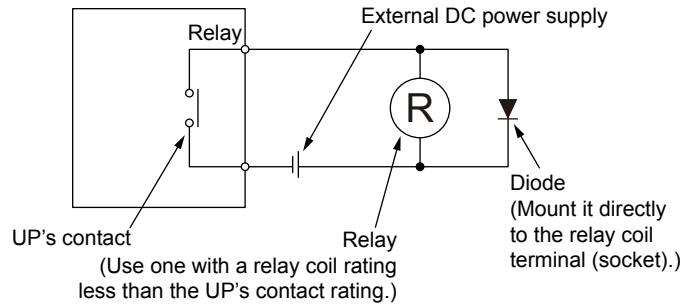 External DC power supply
Relay
R
Diode
(Mount it directly
to the relay coil
terminal (socket).)
UP's contact
Relay
(Use one with a relay coil rating
less than the UP's contact rating.)